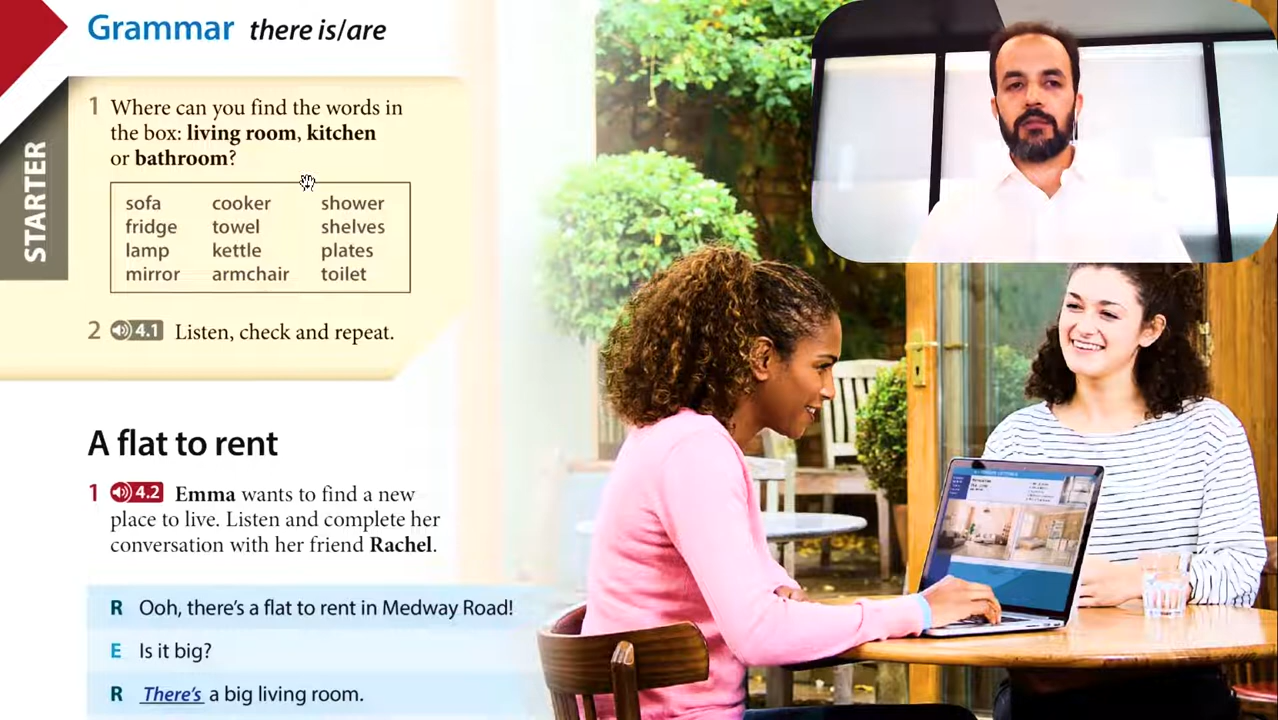 Grammar there is/are
STARTER
1 Where can you find the words in
the box: living room, kitchen
or bathroom?
sofa cooker shower
fridge towel shelves
lamp kettle plates
mirror armchair toilet
2 4.1 Listen, check and repeat.
A flat to rent
1 4.2 Emma wants to find a new
place to live. Listen and complete her
conversation with her friend Rachel.
R Ooh, there's a flat to rent in Medway Road!
E Is it big?
R There's a big living room.